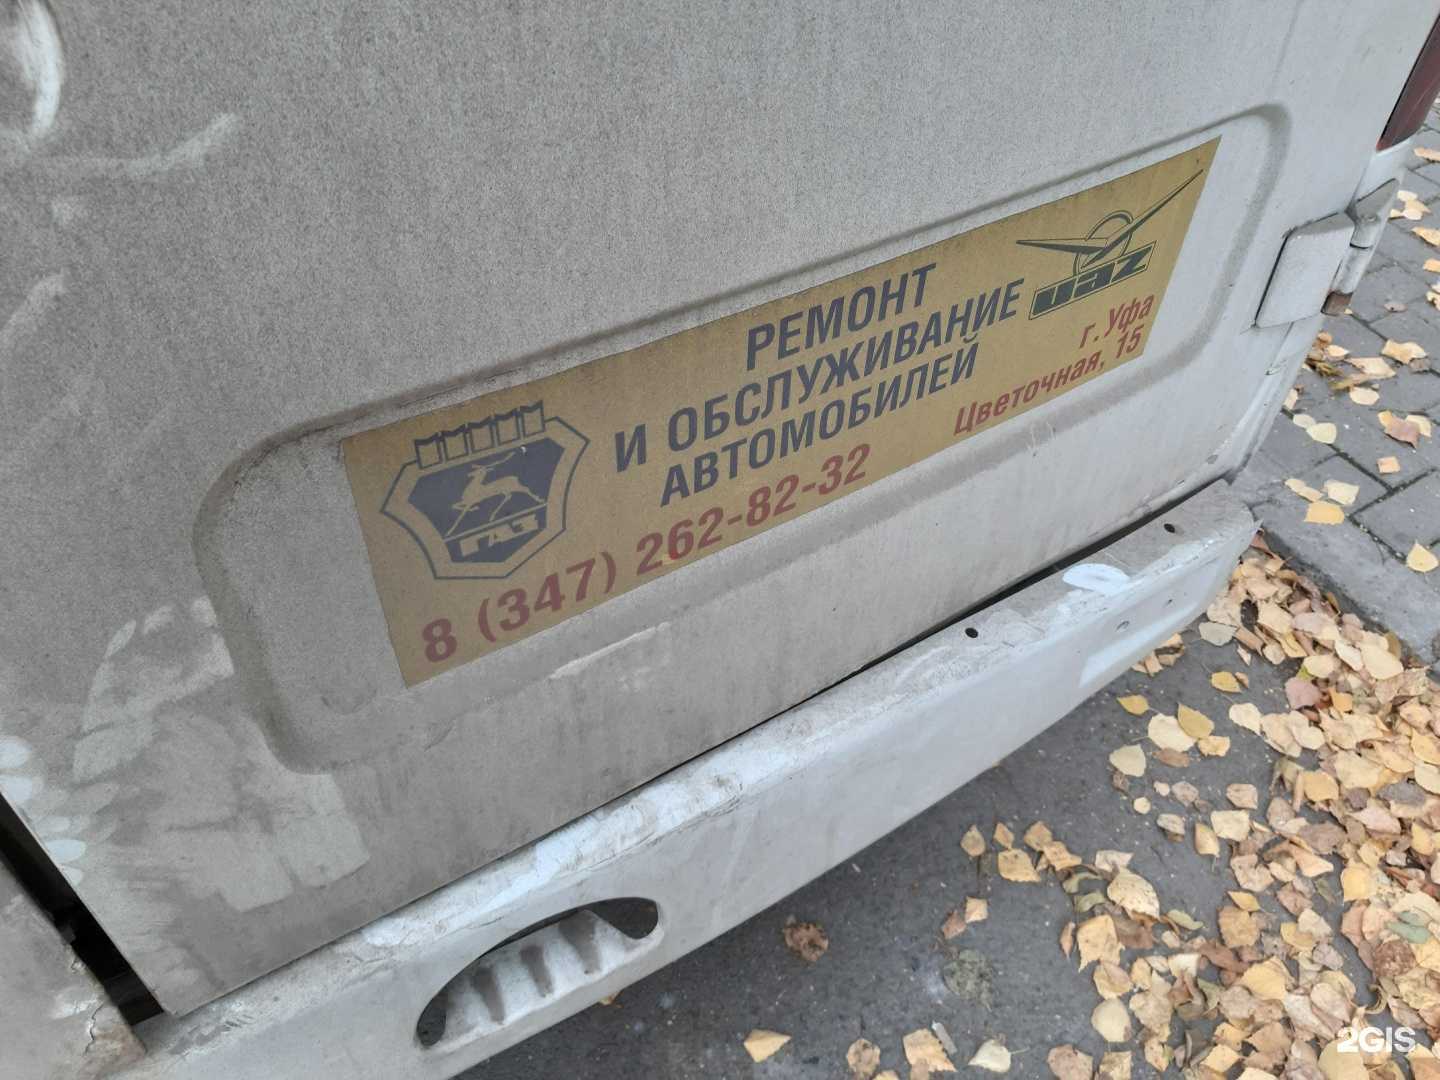 РЕМОНТ
И ОБСЛУЖИВАНИЕ
АВТОМОБИЛЕЙ
UAZ
г. Уфа
Цветочная, 15
ГАЗ
8 (347) 262-82-32
2GIS